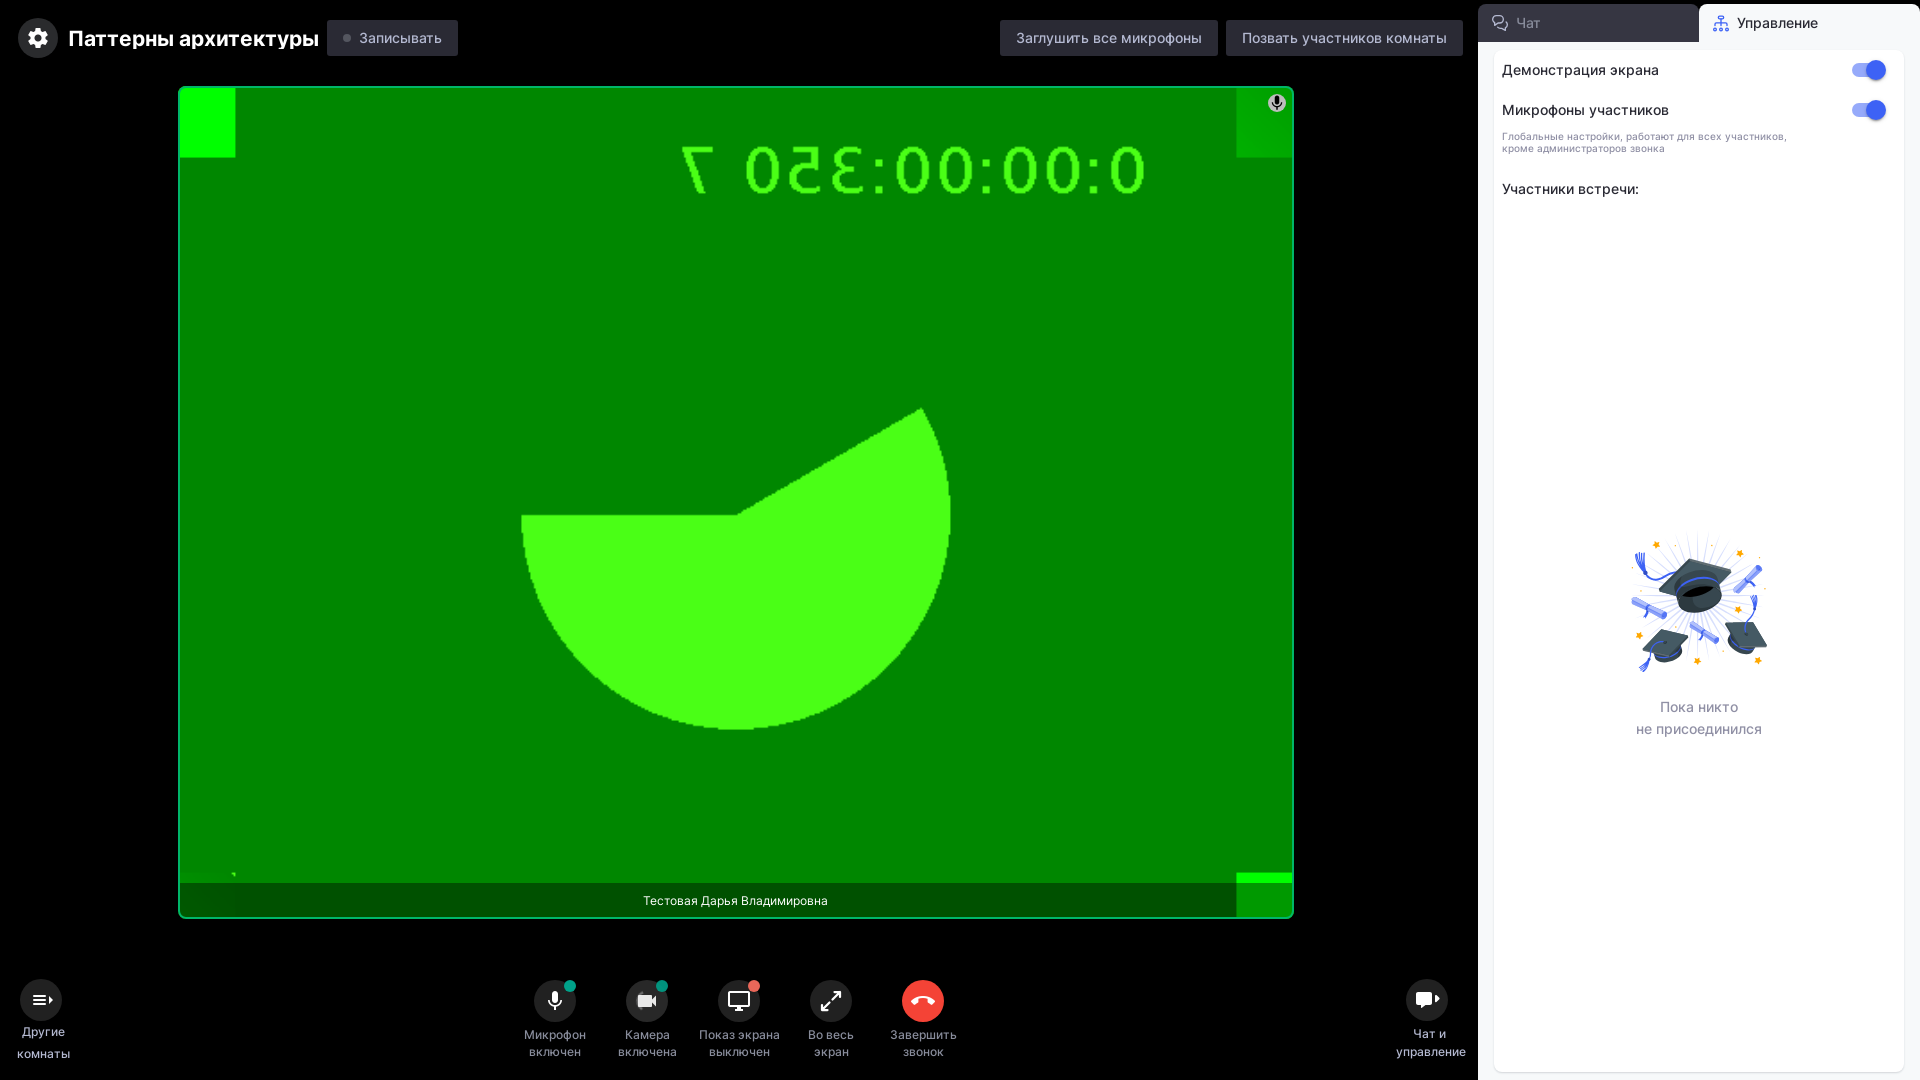 Паттерны архитектуры
Записывать
Заглушить все микрофоны
Позвать участников комнаты
Чат
Управление
Демонстрация экрана
Микрофоны участников
Глобальные настройки, работают для всех участников,
кроме администраторов звонка
Участники встречи:
0:00:00:350 7
Пока никто
не присоединился
Тестовая Дарья Владимировна
Другие
комнаты
Микрофон
включен
Камера
включена
Показ экрана
выключен
Во весь
экран
Завершить
звонок
Чат и
управление